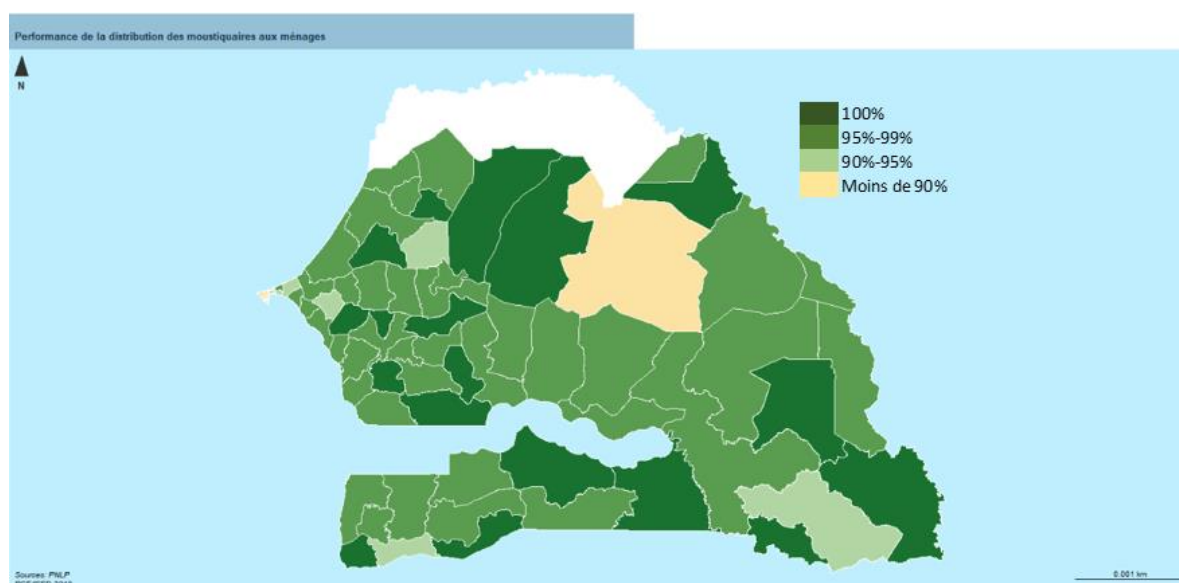 Performance de la distribution des moustiquaires aux ménages
N
100%
95%-99%
90%-95%
Moins de 90%
Sources: PNLP
0.001 km